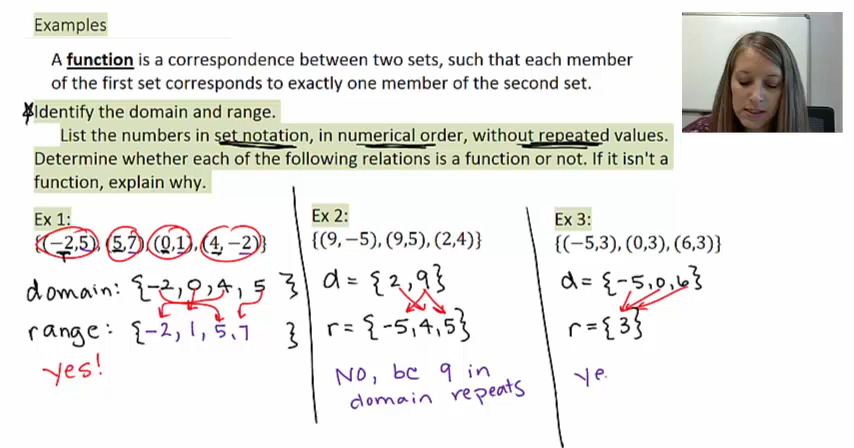 Examples
A function is a correspondence between two sets, such that each member
of the first set corresponds to exactly one member of the second set.
Identify the domain and range.
List the numbers in set notation, in numerical order, without repeated values.
Determine whether each of the following relations is a function or not. If it isn't a
function, explain why.
Ex 1:
{(−2,5), (5,7), (0,1), (4, −2)}
domain: {-2, 0, 4, 5 }
range: {-2, 1, 5, 7 }
yes!
Ex 2:
{(9, −5), (9,5), (2,4)}
d = {2, 9}
r = {-5, 4, 5}
NO, bc 9 in
domain repeats
Ex 3:
{(−5,3), (0,3), (6,3)}
d = {-5, 0, 6}
r = {3}
ye